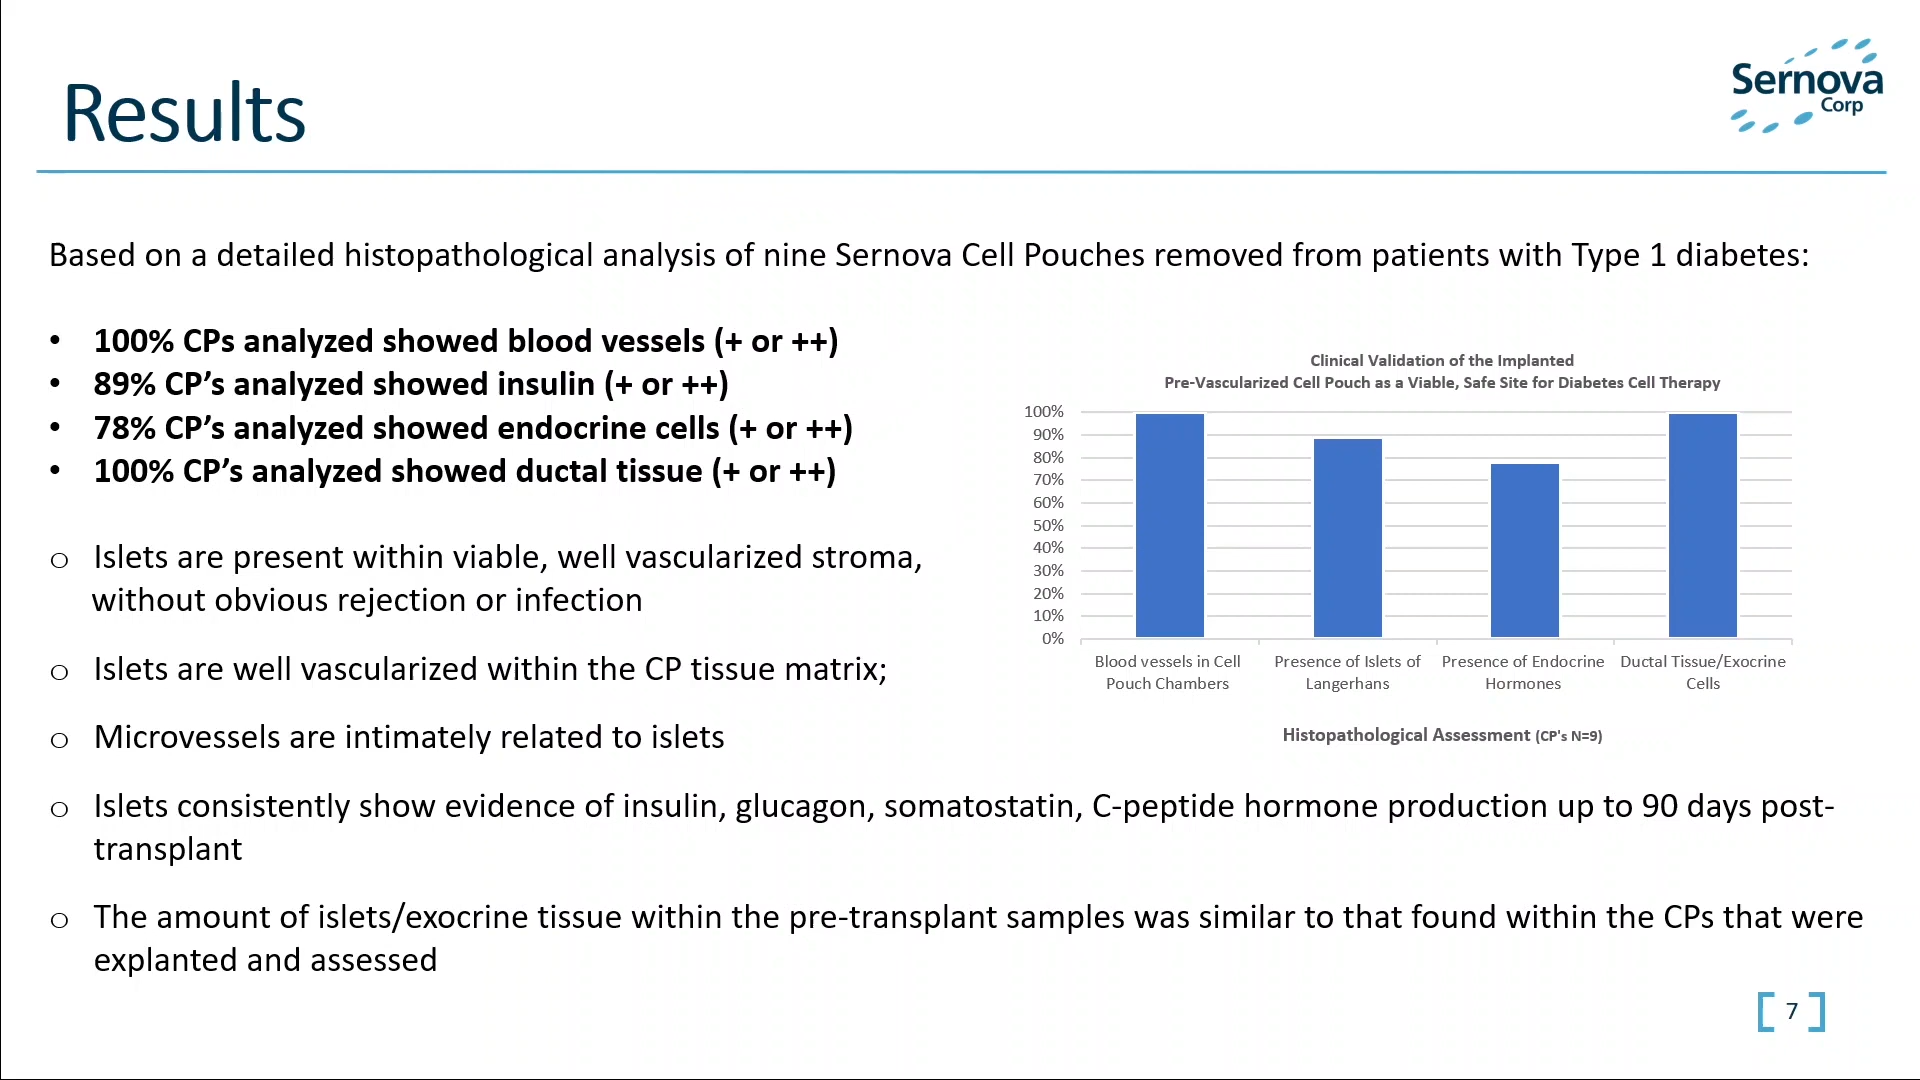 Results
Sernova
Corp
Based on a detailed histopathological analysis of nine Sernova Cell Pouches removed from patients with Type 1 diabetes:
• 100% CPs analyzed showed blood vessels (+ or ++)
• 89% CP’s analyzed showed insulin (+ or ++)
• 78% CP’s analyzed showed endocrine cells (+ or ++)
• 100% CP’s analyzed showed ductal tissue (+ or ++)
o Islets are present within viable, well vascularized stroma,
without obvious rejection or infection
o Islets are well vascularized within the CP tissue matrix;
o Microvessels are intimately related to islets
o Islets consistently show evidence of insulin, glucagon, somatostatin, C-peptide hormone production up to 90 days post-
transplant
o The amount of islets/exocrine tissue within the pre-transplant samples was similar to that found within the CPs that were
explanted and assessed
Clinical Validation of the Implanted
Pre-Vascularized Cell Pouch as a Viable, Safe Site for Diabetes Cell Therapy
100%
90%
80%
70%
60%
50%
40%
30%
20%
10%
0%
Blood vessels in Cell
Pouch Chambers
Presence of Islets of
Langerhans
Presence of Endocrine
Hormones
Ductal Tissue/Exocrine
Cells
Histopathological Assessment (CP's N=9)
7